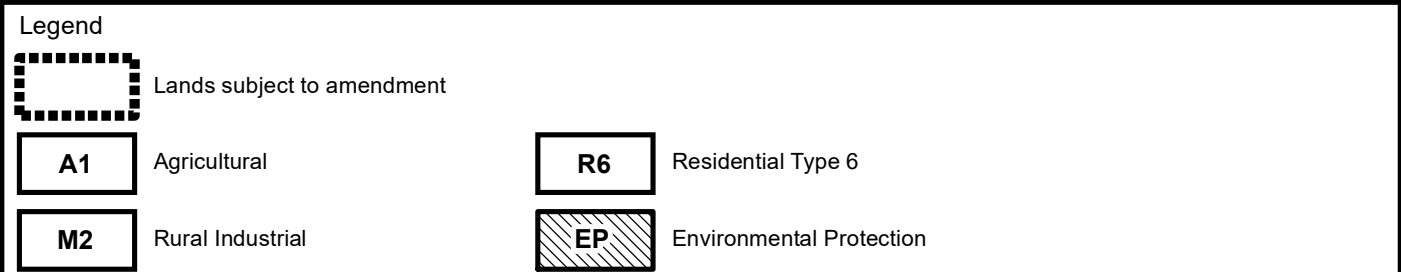 Legend
Lands subject to amendment
A1 Agricultural R6 Residential Type 6
M2 Rural Industrial EP Environmental Protection